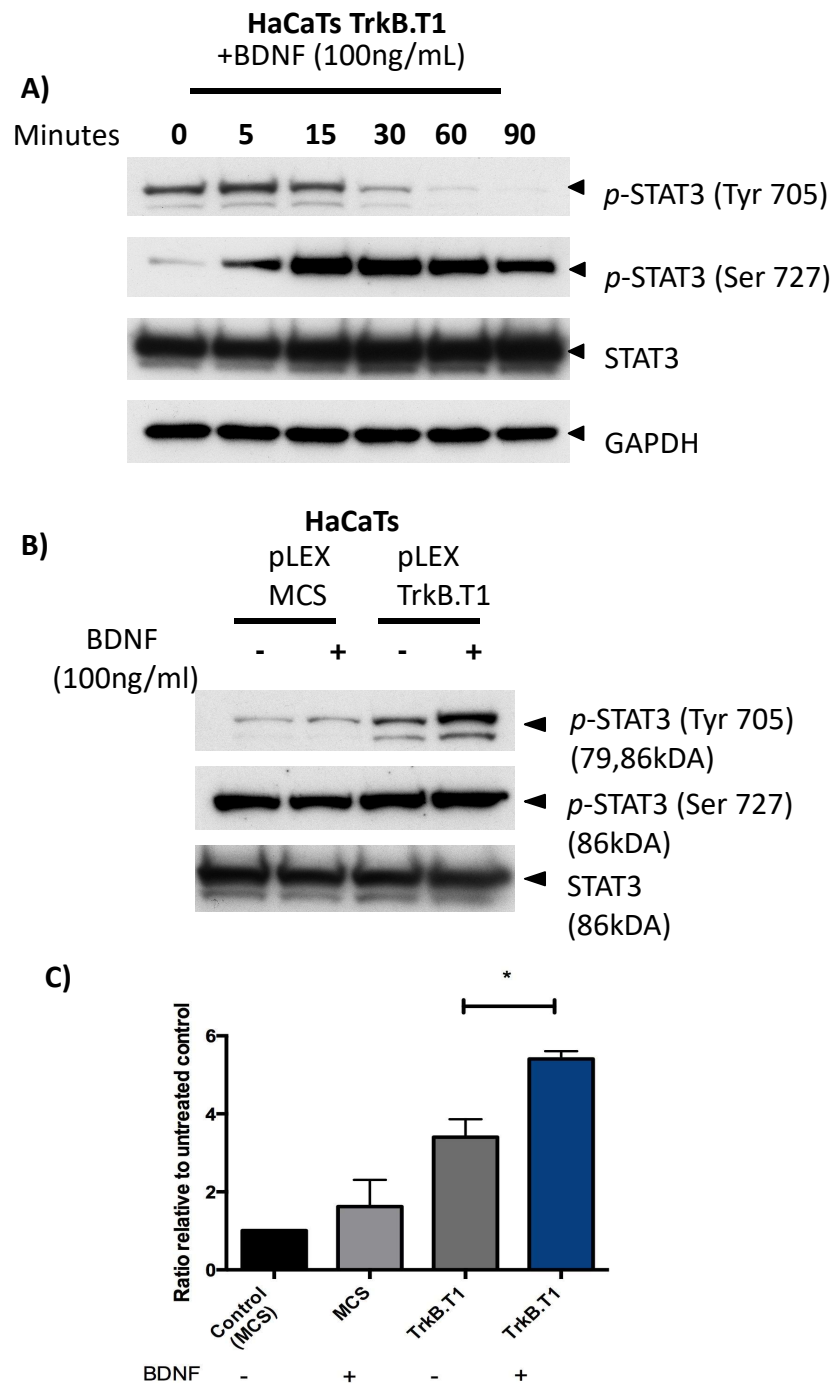 HaCaTs TrkB.T1
+BDNF (100ng/mL)
A)
Minutes 0 5 15 30 60 90
p-STAT3 (Tyr 705)
p-STAT3 (Ser 727)
STAT3
GAPDH
HaCaTs
B)
pLEX pLEX
MCS TrkB.T1
BDNF - + - +
(100ng/ml)
p-STAT3 (Tyr 705)
(79,86kDA)
p-STAT3 (Ser 727)
(86kDA)
STAT3
(86kDA)
C)
*
Ratio relative to untreated control
6
4
2
0
Control (MCS) MCS TrkB.T1 TrkB.T1
BDNF - + - +